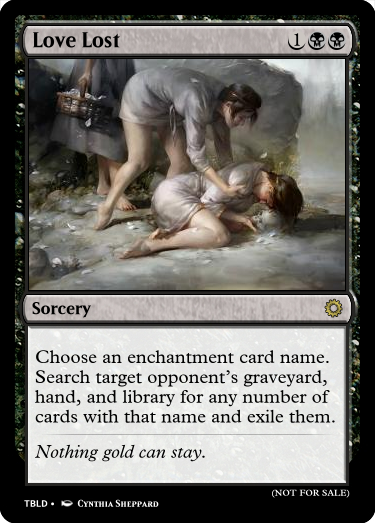 Love Lost 1
Sorcery
Choose an enchantment card name.
Search target opponent's graveyard,
hand, and library for any number of
cards with that name and exile them.
Nothing gold can stay.
(NOT FOR SALE)
TBLD • Cynthia Sheppard